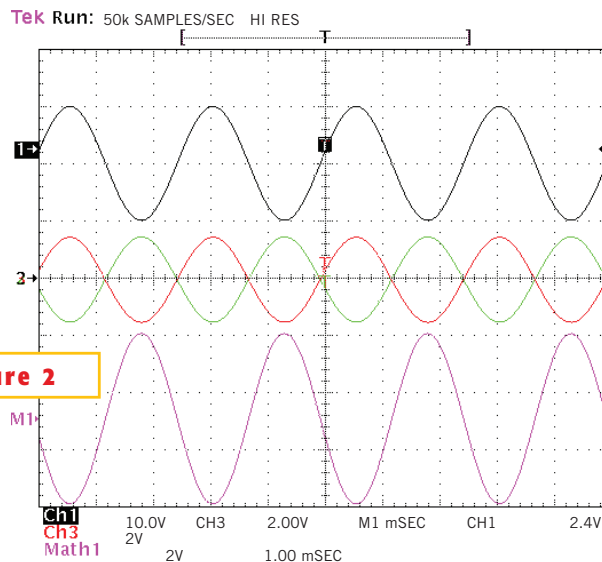 Tek Run: 50k SAMPLES/SEC HI RES
[ T ]
T
1
T
3
T
ure 2
M1
Ch1 10.0V CH3 2.00V M1 mSEC CH1 2.4V
Ch3 2V
Math1 2V 1.00 mSEC